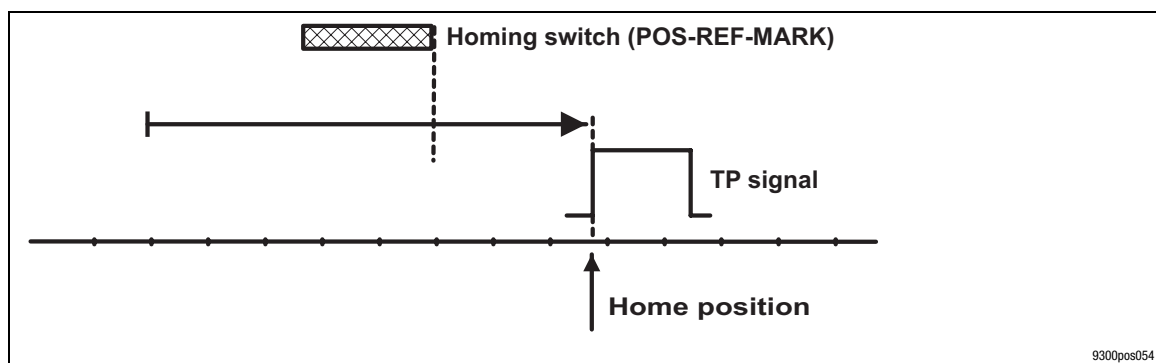 Homing switch (POS-REF-MARK)
TP signal
Home position
9300pos054